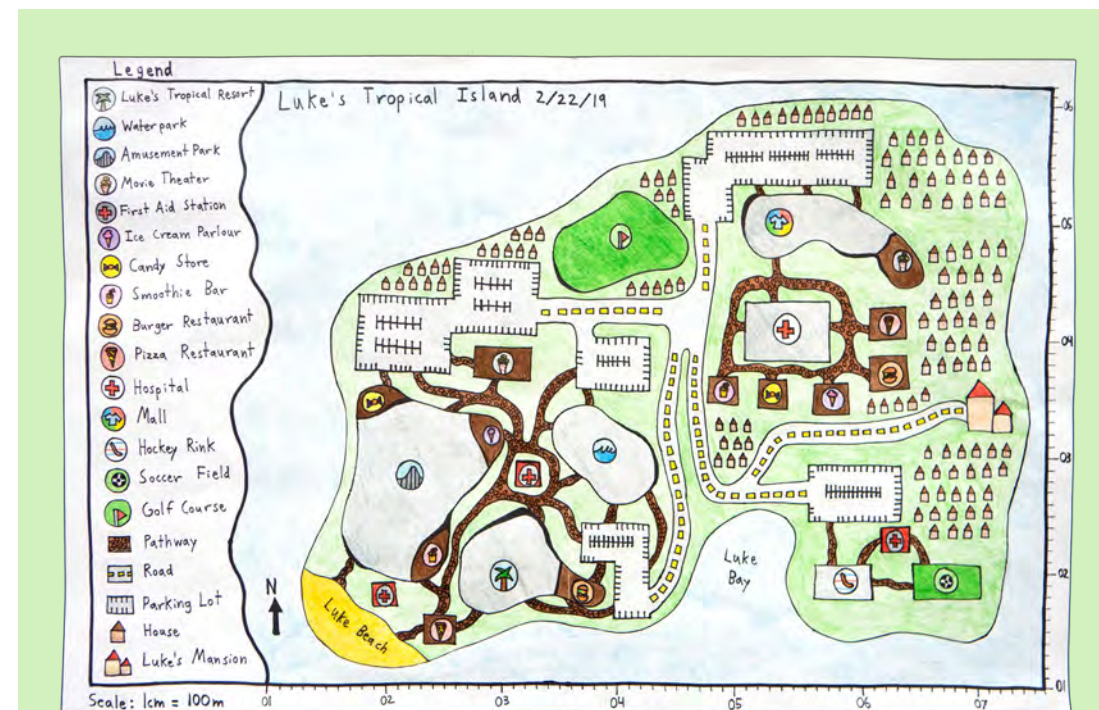 Legend
Luke's Tropical Resort
Waterpark
Amusement Park
Movie Theater
First Aid Station
Ice Cream Parlour
Candy Store
Smoothie Bar
Burger Restaurant
Pizza Restaurant
Hospital
Mall
Hockey Rink
Soccer Field
Golf Course
Pathway
Road
Parking Lot
House
Luke's Mansion
Scale: 1cm = 100m
Luke's Tropical Island 2/22/19
N
Luke Beach
Luke
Bay
06
05
04
03
02
01
01 02 03 04 05 06 07